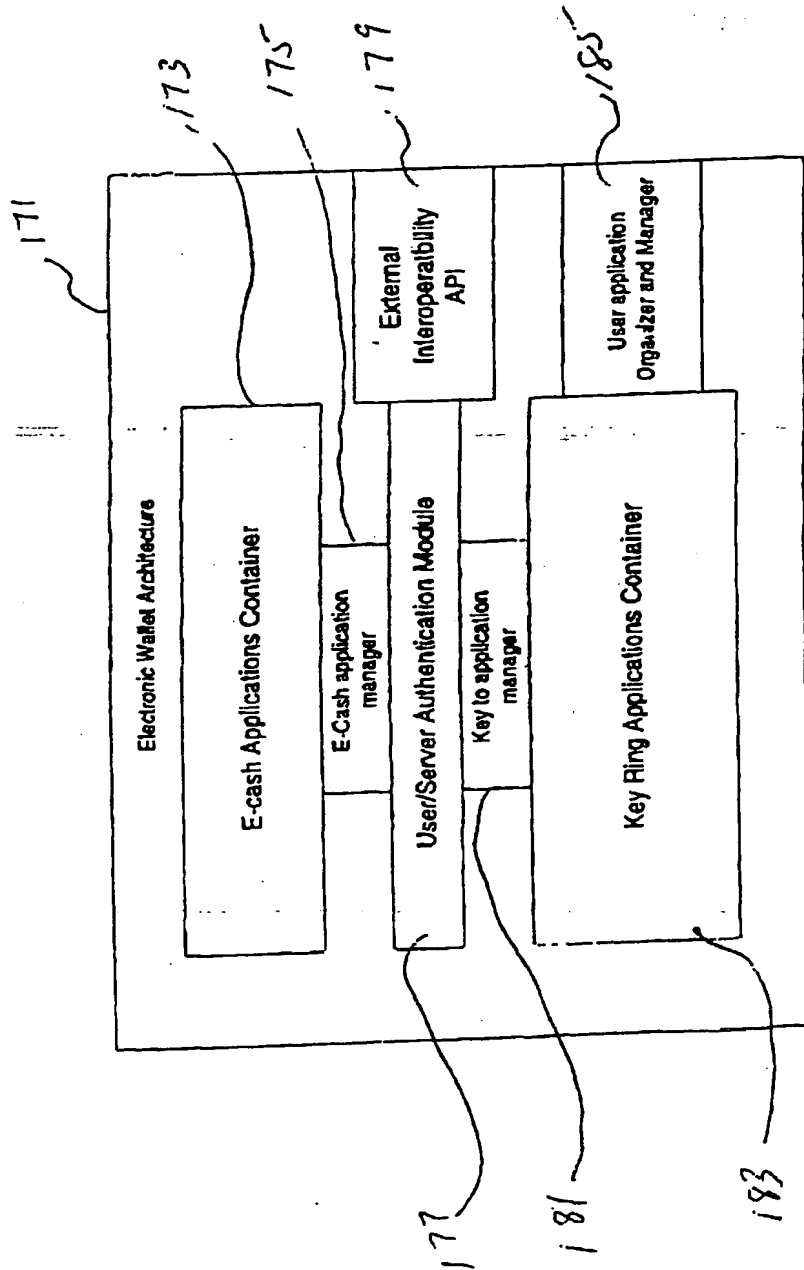 171
173
175
179
185
Electronic Wallet Architecture
E-cash Applications Container
E-Cash application
manager
External
Interoperatibility
API
User/Server Authentication Module
Key to application
manager
User application
Organizer and Manager
Key Ring Applications Container
177
181
183